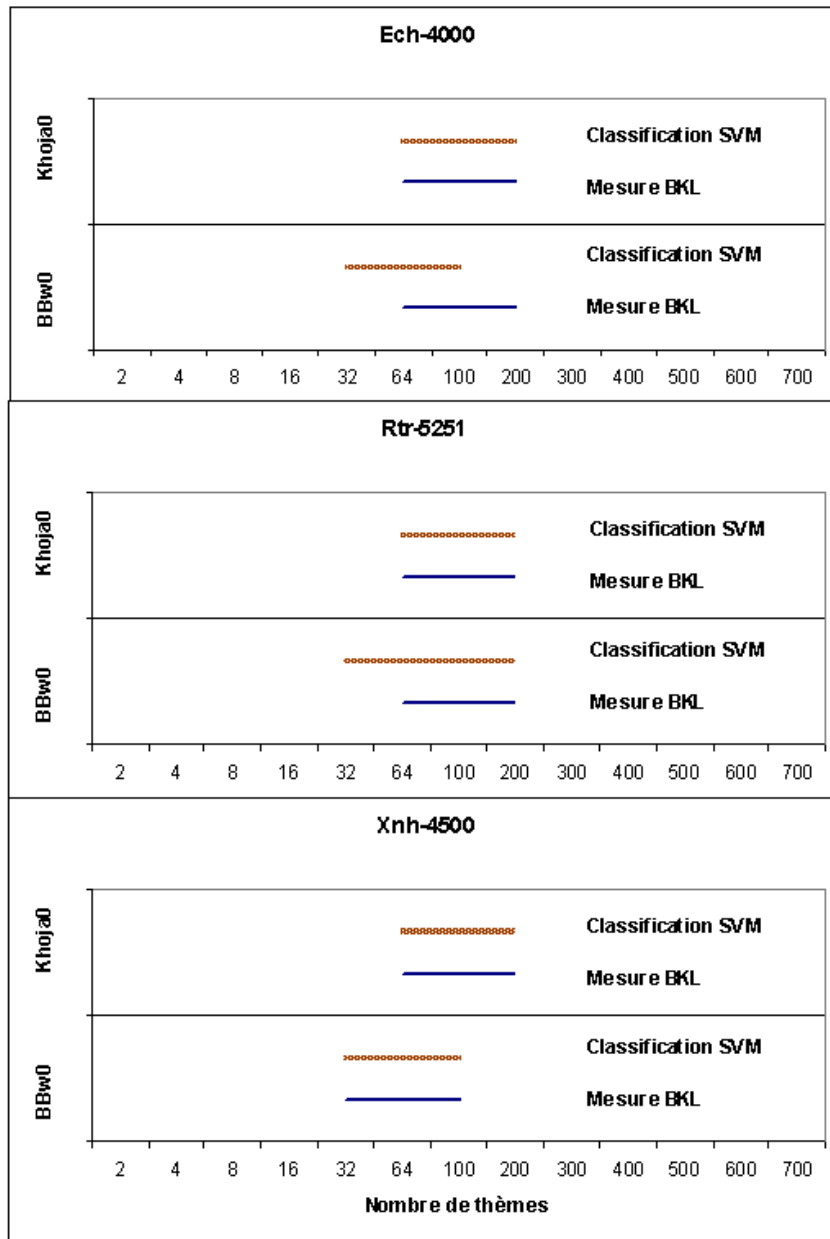 Ech-4000
Khoja0
Classification SVM
Mesure BKL
BBw0
Classification SVM
Mesure BKL
2 4 8 16 32 64 100 200 300 400 500 600 700
Rtr-5251
Khoja0
Classification SVM
Mesure BKL
BBw0
Classification SVM
Mesure BKL
2 4 8 16 32 64 100 200 300 400 500 600 700
Xnh-4500
Khoja0
Classification SVM
Mesure BKL
BBw0
Classification SVM
Mesure BKL
2 4 8 16 32 64 100 200 300 400 500 600 700
Nombre de thèmes